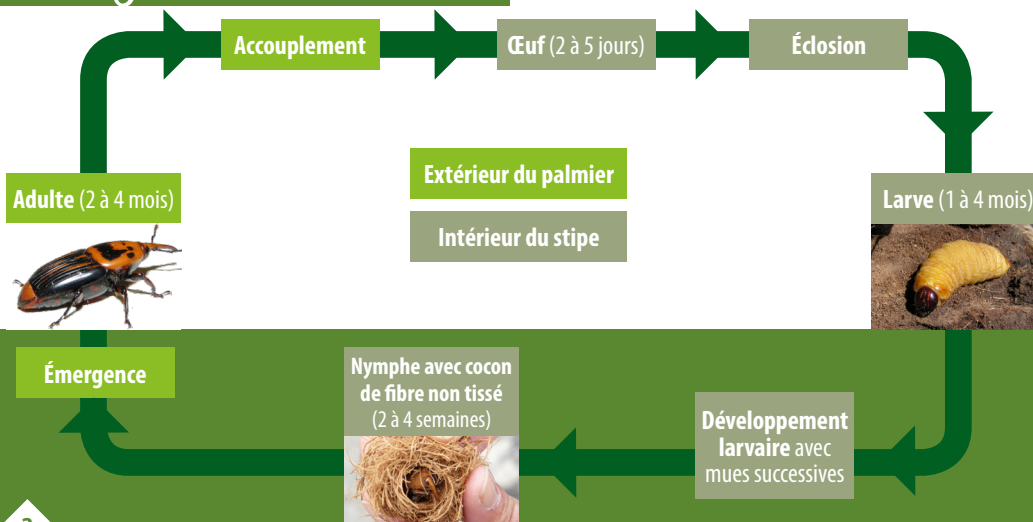 Accouplement
Œuf (2 à 5 jours)
Éclosion
Extérieur du palmier
Adulte (2 à 4 mois)
Larve (1 à 4 mois)
Intérieur du stipe
Émergence
Nymphe avec cocon
de fibre non tissé
(2 à 4 semaines)
Développement
larvaire avec
mues successives